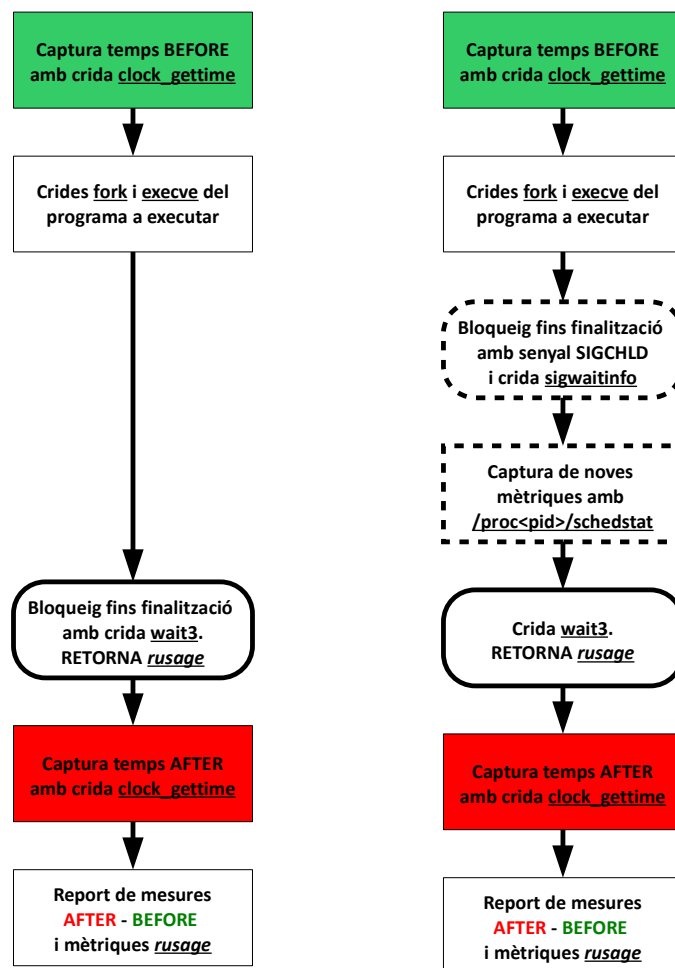 Captura temps BEFORE
amb crida clock_gettime
Crides fork i execve del
programa a executar
Bloqueig fins finalització
amb crida wait3.
RETORNA rusage
Captura temps AFTER
amb crida clock_gettime
Report de mesures
AFTER - BEFORE
i mètriques rusage
Captura temps BEFORE
amb crida clock_gettime
Crides fork i execve del
programa a executar
Bloqueig fins finalització
amb senyal SIGCHLD
i crida sigwaitinfo
Captura de noves
mètriques amb
/proc<pid>/schedstat
Crida wait3.
RETORNA rusage
Captura temps AFTER
amb crida clock_gettime
Report de mesures
AFTER - BEFORE
i mètriques rusage